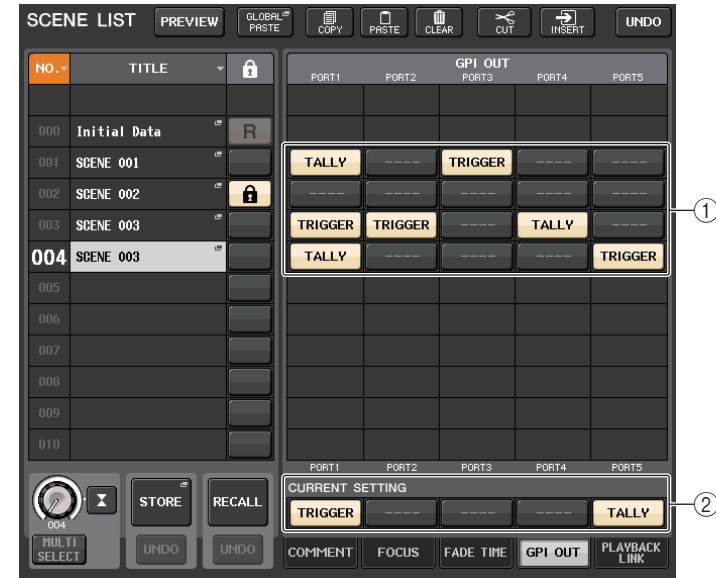 SCENE LIST PREVIEW GLOBAL PASTE COPY PASTE CLEAR CUT INSERT UNDO
NO. TITLE GPI OUT
PORT1 PORT2 PORT3 PORT4 PORT5
000 Initial Data R
001 SCENE 001 TALLY ---- TRIGGER ---- ----
002 SCENE 002 ---- ---- ---- ---- ----
003 SCENE 003 TRIGGER TRIGGER ---- TALLY ----
004 SCENE 003 TALLY ---- ---- ---- TRIGGER
005
006
007
008
009
010
PORT1 PORT2 PORT3 PORT4 PORT5
CURRENT SETTING
TRIGGER ---- ---- ---- TALLY
004 STORE RECALL
MULTI SELECT UNDO UNDO
COMMENT FOCUS FADE TIME GPI OUT PLAYBACK LINK
①
②